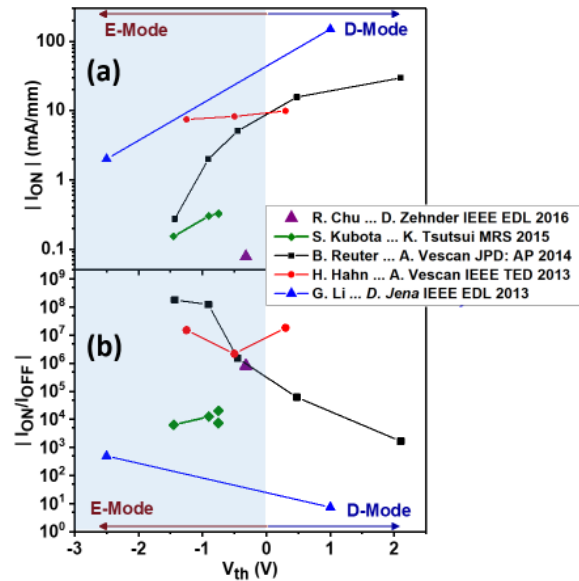 E-Mode D-Mode
(a)
| I_ON | (mA/mm)
100
10
1
0.1
R. Chu ... D. Zehnder IEEE EDL 2016
S. Kubota ... K. Tsutsui MRS 2015
B. Reuter ... A. Vescan JPD: AP 2014
H. Hahn ... A. Vescan IEEE TED 2013
G. Li ... D. Jena IEEE EDL 2013
(b)
| I_ON/I_OFF |
10^9
10^8
10^7
10^6
10^5
10^4
10^3
10^2
10^1
10^0
E-Mode D-Mode
-3 -2 -1 0 1 2
V_th (V)